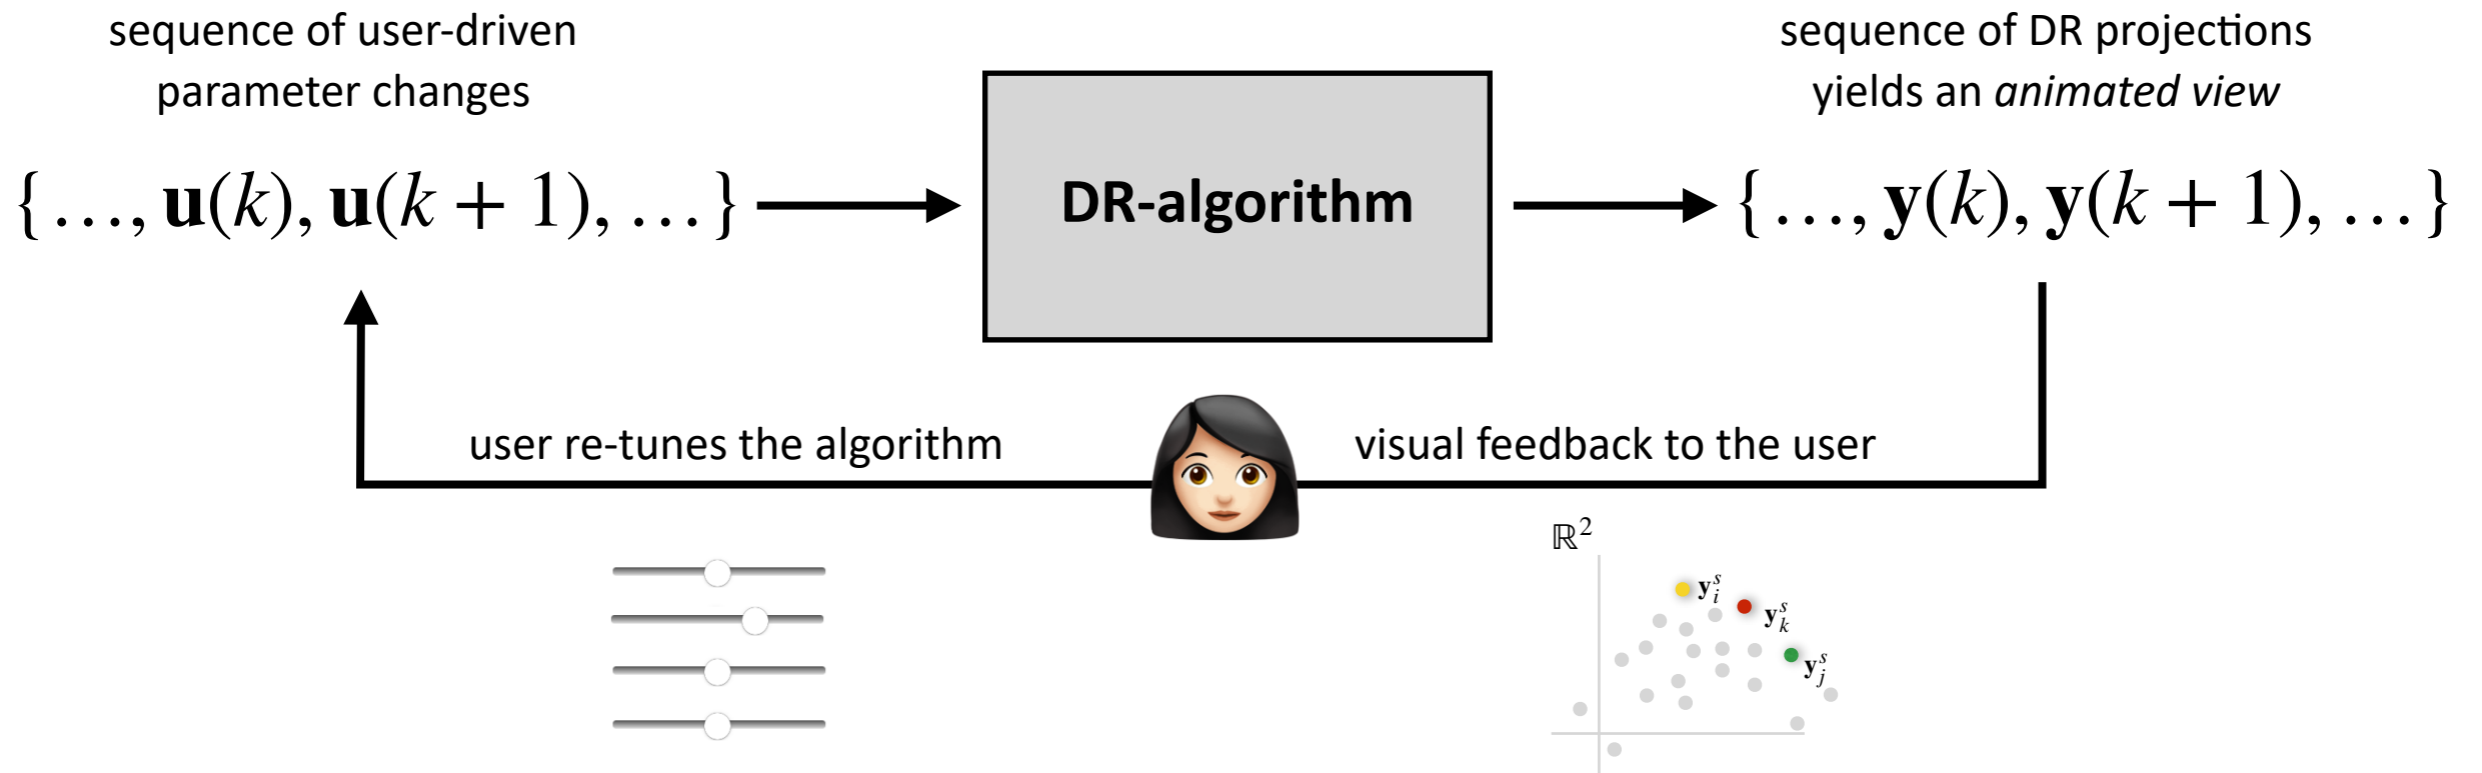 sequence of user-driven
parameter changes
sequence of DR projections
yields an animated view
{…, u(k), u(k + 1), …}
DR-algorithm
{…, y(k), y(k + 1), …}
user re-tunes the algorithm
visual feedback to the user
ℝ²
yᵢˢ
yₖˢ
yⱼˢ